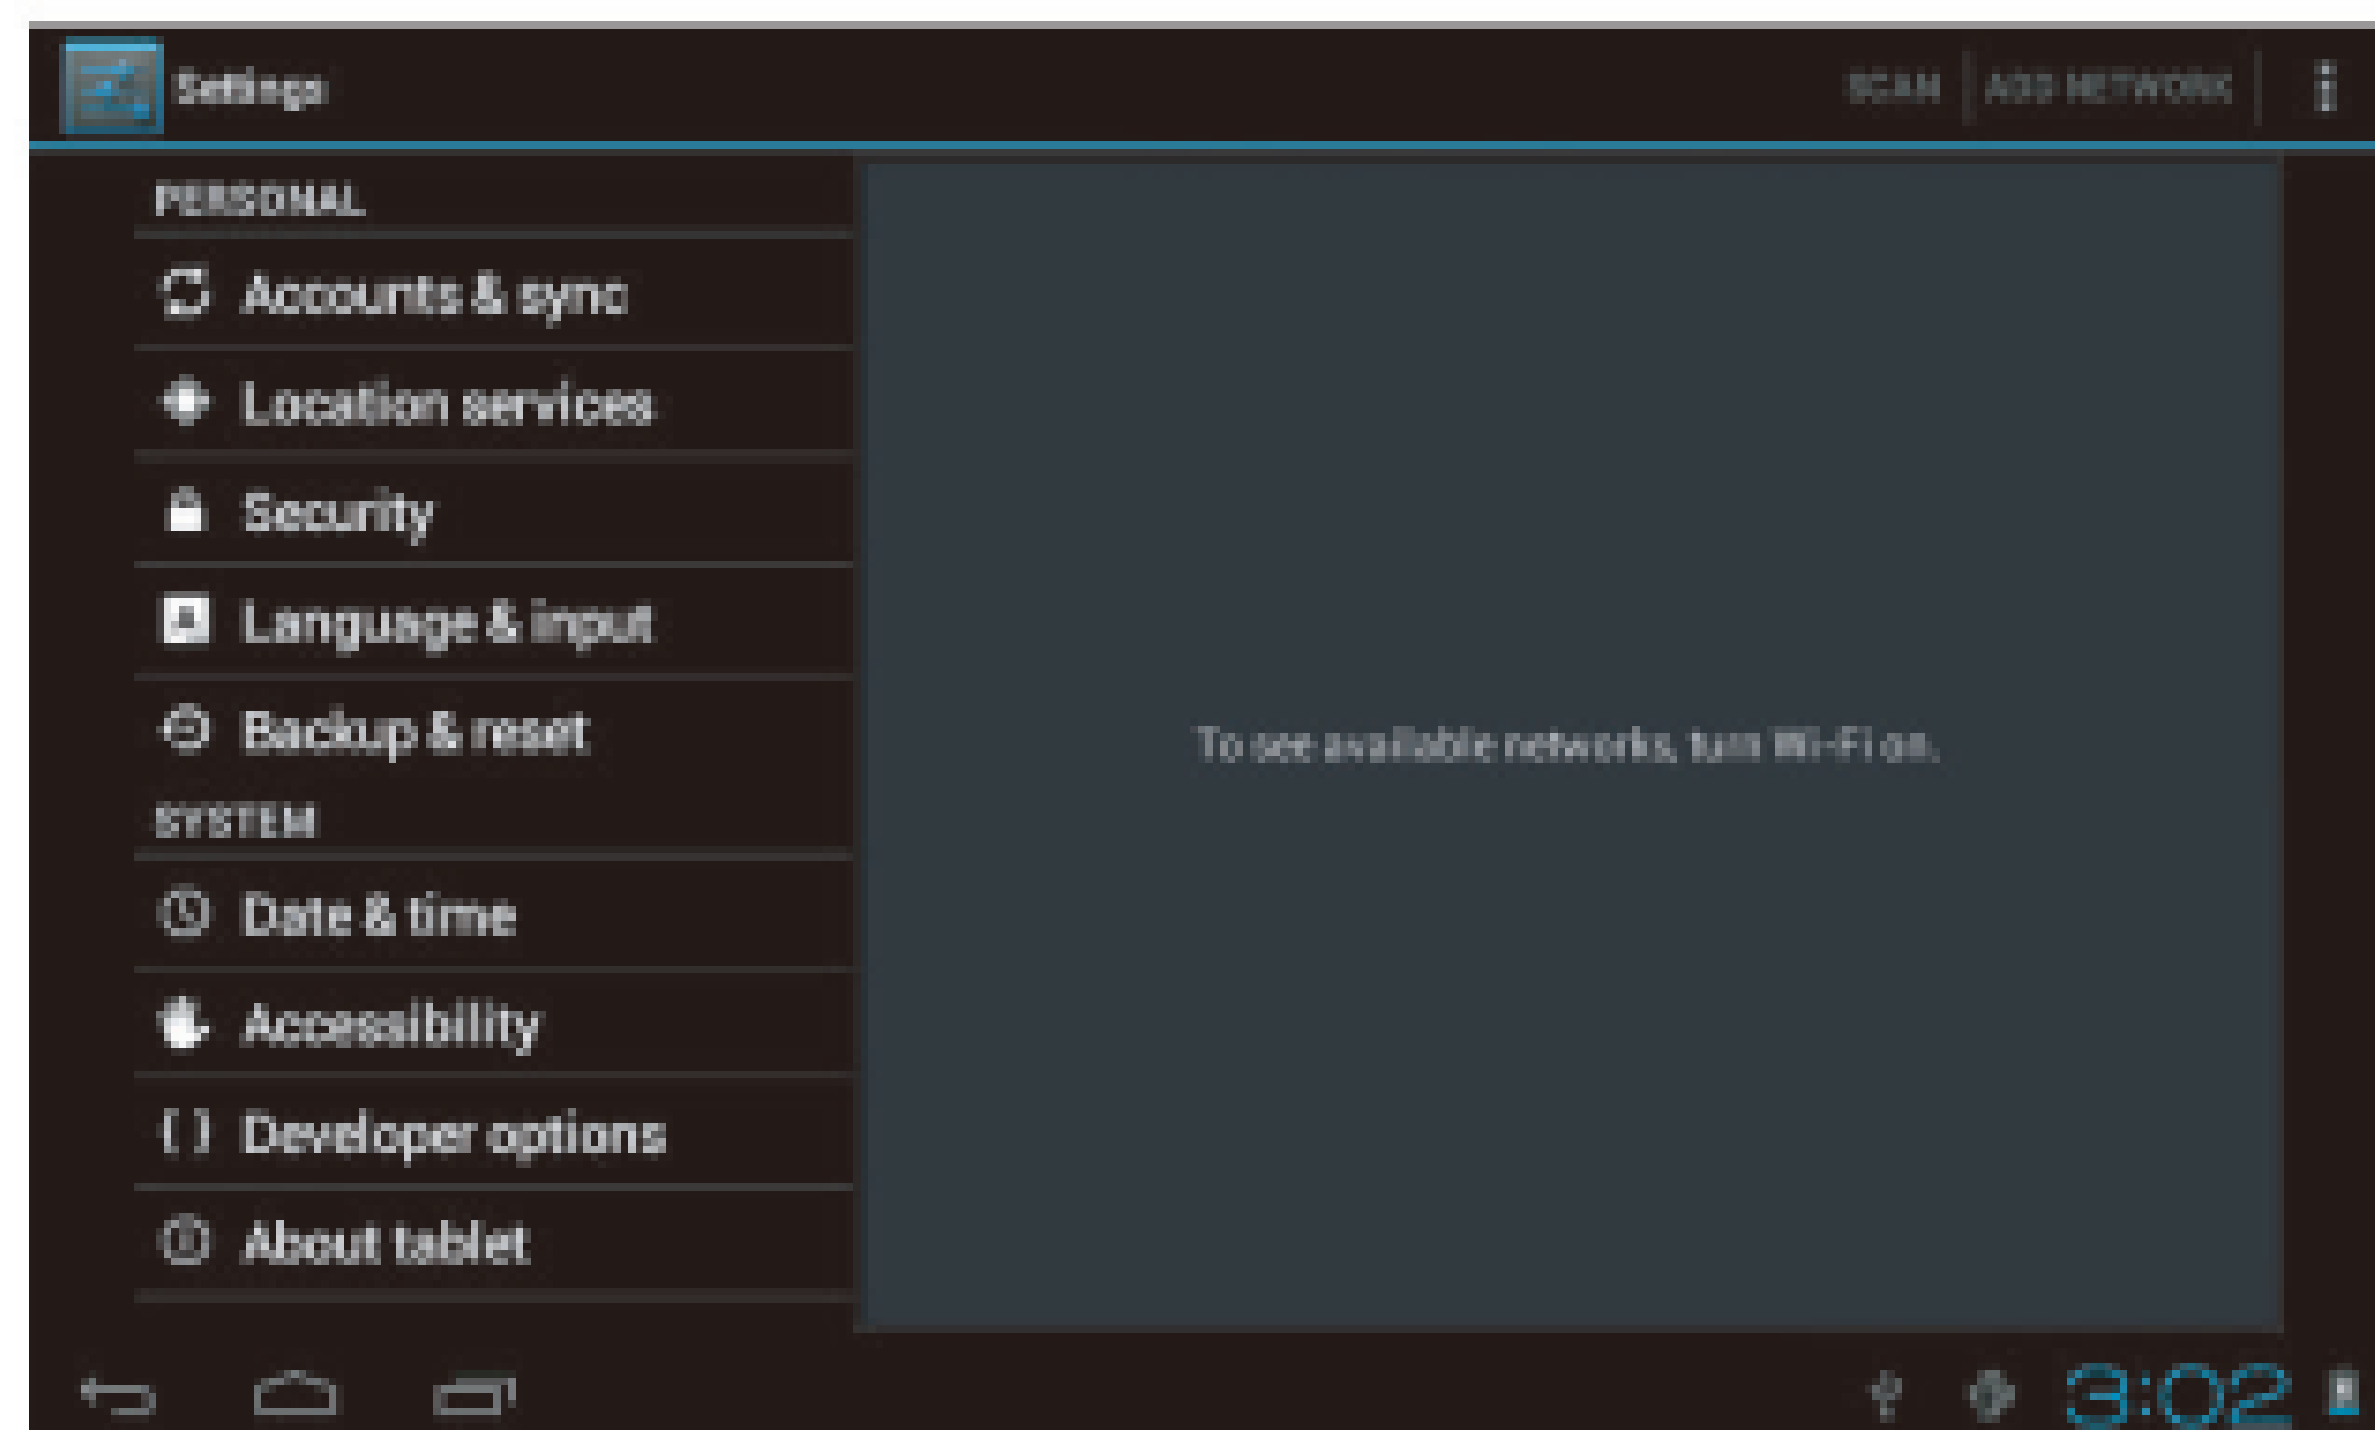 Settings
SCAN
ADD NETWORK
PERSONAL
Accounts & sync
Location services
Security
Language & input
Backup & reset
To see available networks, turn Wi-Fi on.
SYSTEM
Date & time
Accessibility
{ } Developer options
About tablet
3:02